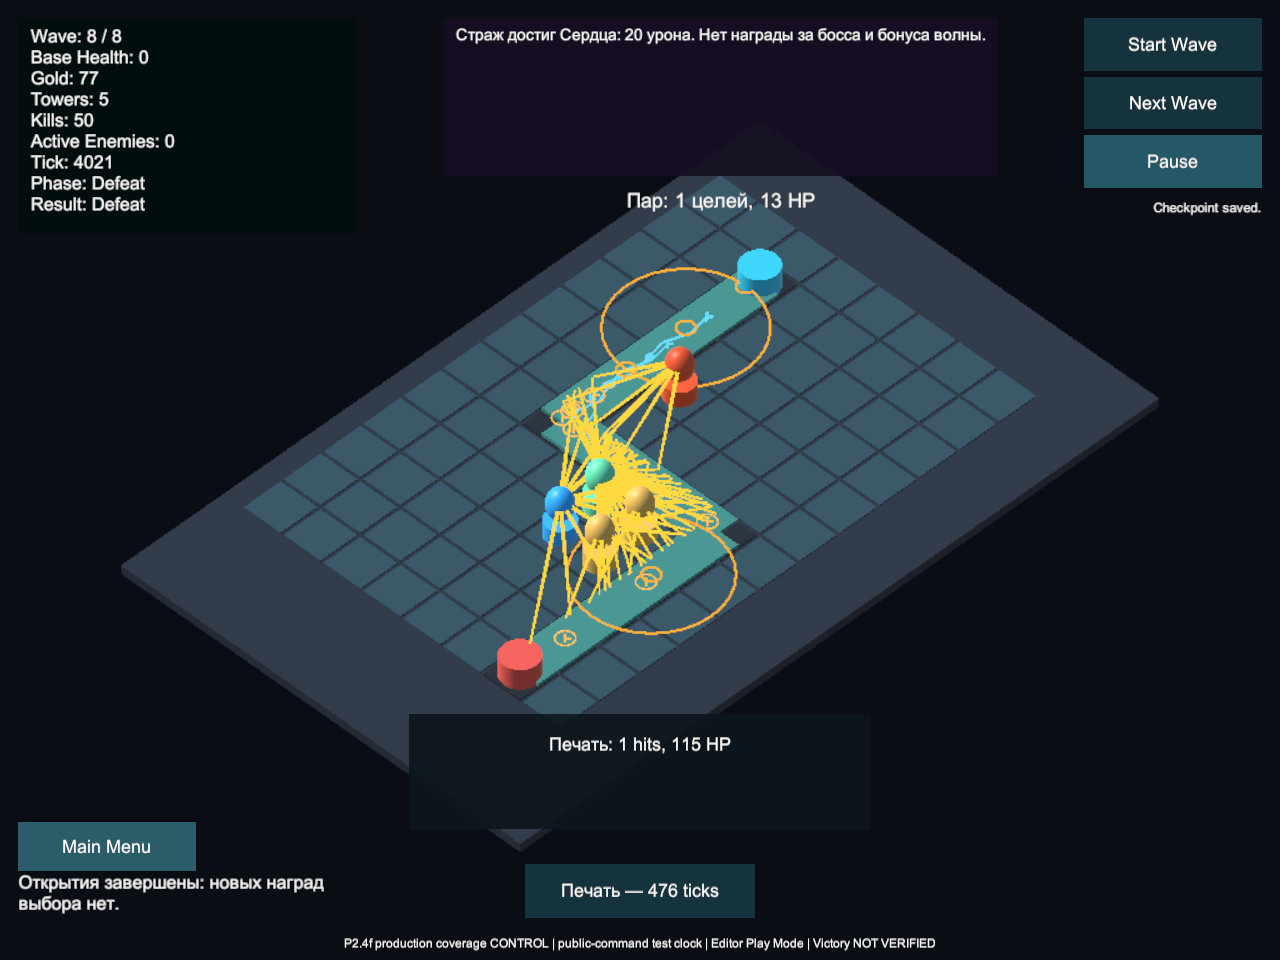 Wave: 8 / 8
Base Health: 0
Gold: 77
Towers: 5
Kills: 50
Active Enemies: 0
Tick: 4021
Phase: Defeat
Result: Defeat
Страж достиг Сердца: 20 урона. Нет награды за босса и бонуса волны.
Start Wave
Next Wave
Pause
Checkpoint saved.
Пар: 1 целей, 13 HP
Печать: 1 hits, 115 HP
Main Menu
Открытия завершены: новых наград
выбора нет.
Печать — 476 ticks
P2.4f production coverage CONTROL | public-command test clock | Editor Play Mode | Victory NOT VERIFIED